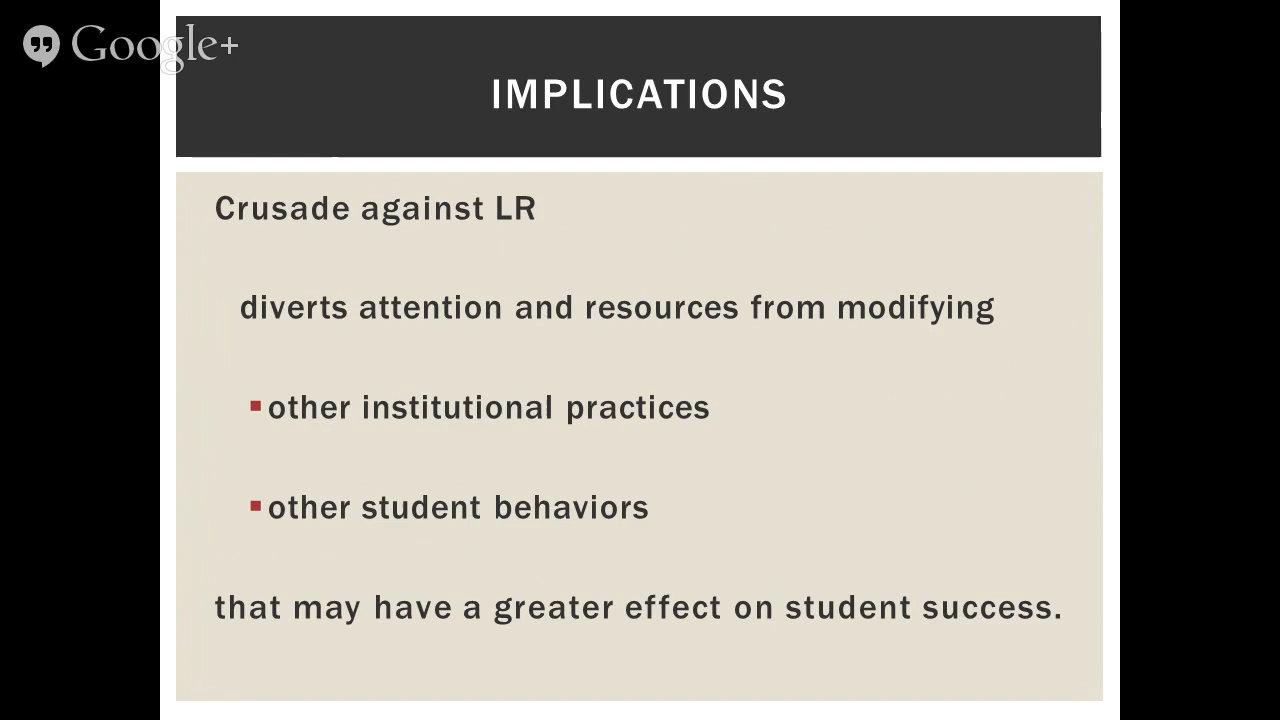 Google+
IMPLICATIONS
Crusade against LR
diverts attention and resources from modifying
other institutional practices
other student behaviors
that may have a greater effect on student success.